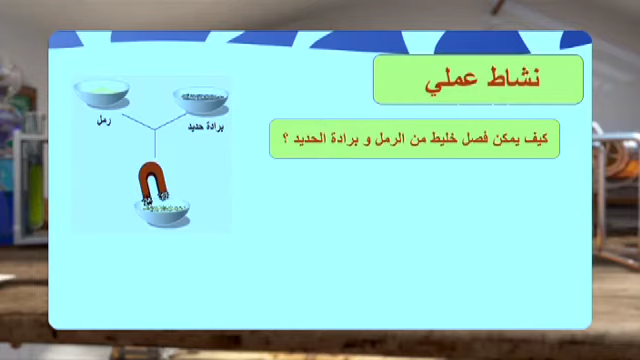 نشاط عملي
كيف يمكن فصل خليط من الرمل و برادة الحديد ؟
رمل
برادة حديد